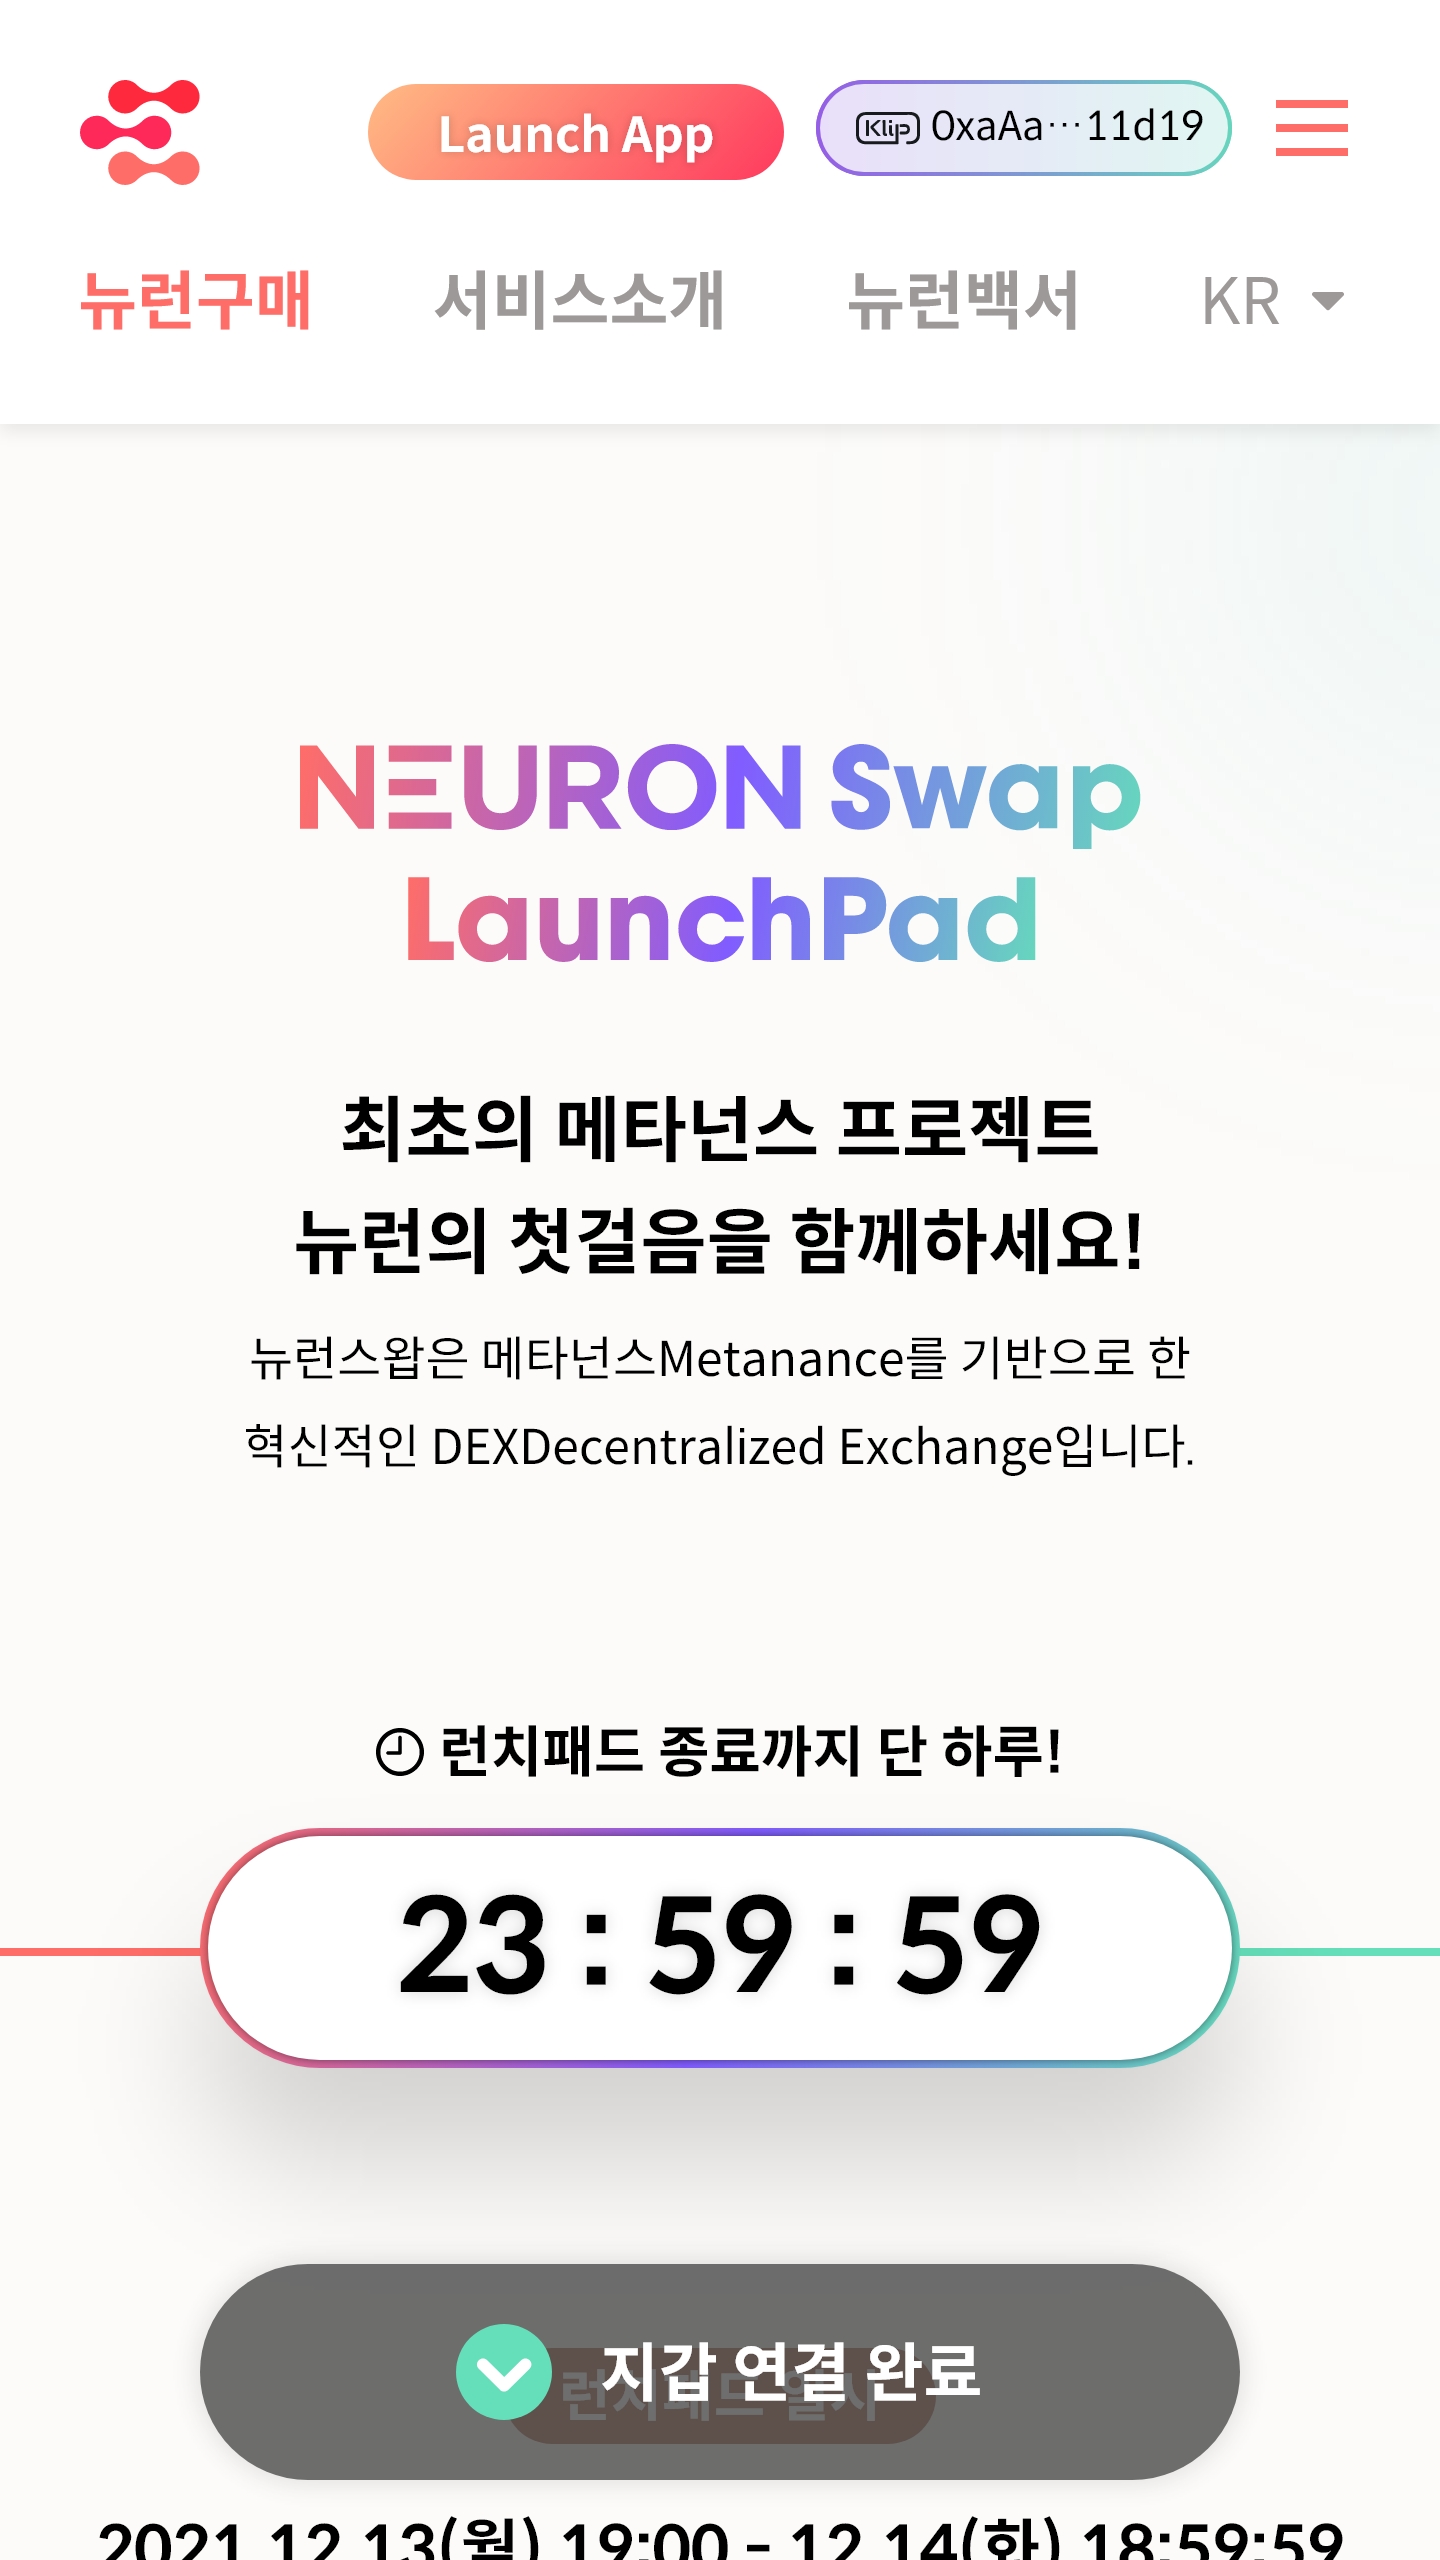 Launch App
Klip 0xaAa···11d19
뉴런구매 서비스소개 뉴런백서 KR
NEURON Swap
LaunchPad
최초의 메타넌스 프로젝트
뉴런의 첫걸음을 함께하세요!
뉴런스왑은 메타넌스Metanance를 기반으로 한
혁신적인 DEXDecentralized Exchange입니다.
런치패드 종료까지 단 하루!
23 : 59 : 59
지갑 연결 완료
런치패드 일시
2021.12.13(월) 19:00 - 12.14(화) 18:59:59